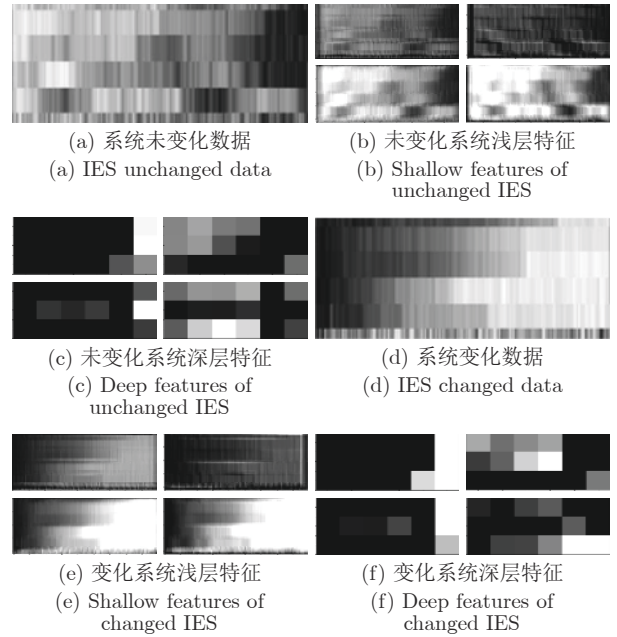 (a) 系统未变化数据
(a) IES unchanged data
(b) 未变化系统浅层特征
(b) Shallow features of
unchanged IES
(c) 未变化系统深层特征
(c) Deep features of
unchanged IES
(d) 系统变化数据
(d) IES changed data
(e) 变化系统浅层特征
(e) Shallow features of
changed IES
(f) 变化系统深层特征
(f) Deep features of
changed IES